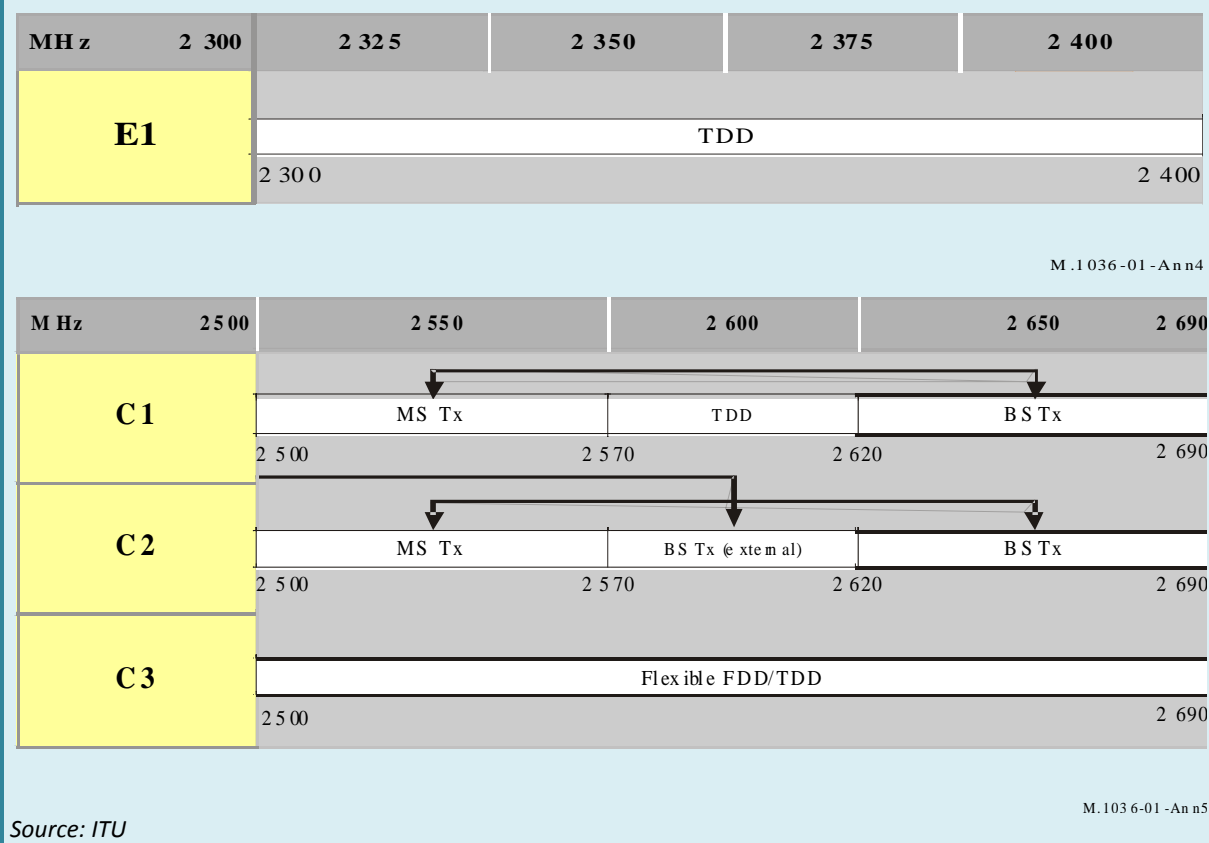 MHz 2 300 2 325 2 350 2 375 2 400
E1
TDD
2 300 2 400
M.1036-01-Ann4
MHz 2500 2 550 2 600 2 650 2 690
C1
MS Tx TDD BS Tx
2 500 2 570 2 620 2 690
C2
MS Tx BS Tx (external) BS Tx
2 500 2 570 2 620 2 690
C3
Flexible FDD/TDD
2500 2 690
M.1036-01-Ann5
Source: ITU